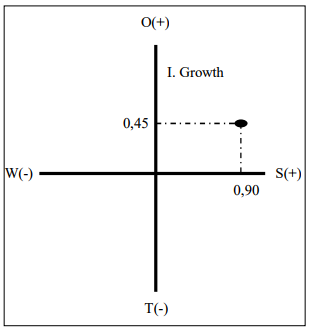 O(+)
I. Growth
0,45
W(-)
S(+)
0,90
T(-)